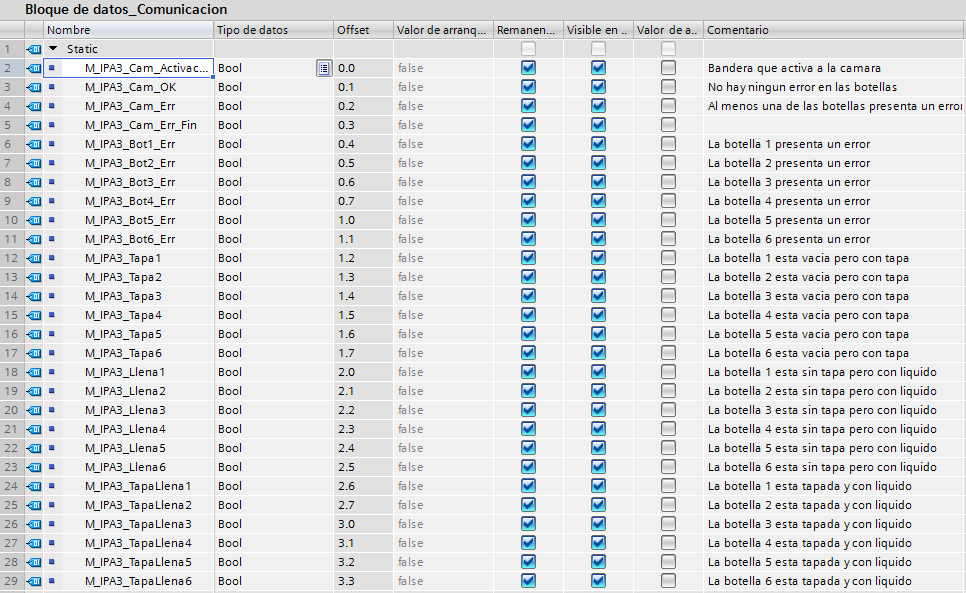 Bloque de datos_Comunicacion
Nombre Tipo de datos Offset Valor de arranq... Remanen... Visible en .. Valor de a.. Comentario
1 Static
2 M_IPA3_Cam_Activac... Bool 0.0 false Bandera que activa a la camara
3 M_IPA3_Cam_OK Bool 0.1 false No hay ningun error en las botellas
4 M_IPA3_Cam_Err Bool 0.2 false Al menos una de las botellas presenta un error
5 M_IPA3_Cam_Err_Fin Bool 0.3 false
6 M_IPA3_Bot1_Err Bool 0.4 false La botella 1 presenta un error
7 M_IPA3_Bot2_Err Bool 0.5 false La botella 2 presenta un error
8 M_IPA3_Bot3_Err Bool 0.6 false La botella 3 presenta un error
9 M_IPA3_Bot4_Err Bool 0.7 false La botella 4 presenta un error
10 M_IPA3_Bot5_Err Bool 1.0 false La botella 5 presenta un error
11 M_IPA3_Bot6_Err Bool 1.1 false La botella 6 presenta un error
12 M_IPA3_Tapa1 Bool 1.2 false La botella 1 esta vacia pero con tapa
13 M_IPA3_Tapa2 Bool 1.3 false La botella 2 esta vacia pero con tapa
14 M_IPA3_Tapa3 Bool 1.4 false La botella 3 esta vacia pero con tapa
15 M_IPA3_Tapa4 Bool 1.5 false La botella 4 esta vacia pero con tapa
16 M_IPA3_Tapa5 Bool 1.6 false La botella 5 esta vacia pero con tapa
17 M_IPA3_Tapa6 Bool 1.7 false La botella 6 esta vacia pero con tapa
18 M_IPA3_Llena1 Bool 2.0 false La botella 1 esta sin tapa pero con liquido
19 M_IPA3_Llena2 Bool 2.1 false La botella 2 esta sin tapa pero con liquido
20 M_IPA3_Llena3 Bool 2.2 false La botella 3 esta sin tapa pero con liquido
21 M_IPA3_Llena4 Bool 2.3 false La botella 4 esta sin tapa pero con liquido
22 M_IPA3_Llena5 Bool 2.4 false La botella 5 esta sin tapa pero con liquido
23 M_IPA3_Llena6 Bool 2.5 false La botella 6 esta sin tapa pero con liquido
24 M_IPA3_TapaLlena1 Bool 2.6 false La botella 1 esta tapada y con liquido
25 M_IPA3_TapaLlena2 Bool 2.7 false La botella 2 esta tapada y con liquido
26 M_IPA3_TapaLlena3 Bool 3.0 false La botella 3 esta tapada y con liquido
27 M_IPA3_TapaLlena4 Bool 3.1 false La botella 4 esta tapada y con liquido
28 M_IPA3_TapaLlena5 Bool 3.2 false La botella 5 esta tapada y con liquido
29 M_IPA3_TapaLlena6 Bool 3.3 false La botella 6 esta tapada y con liquido